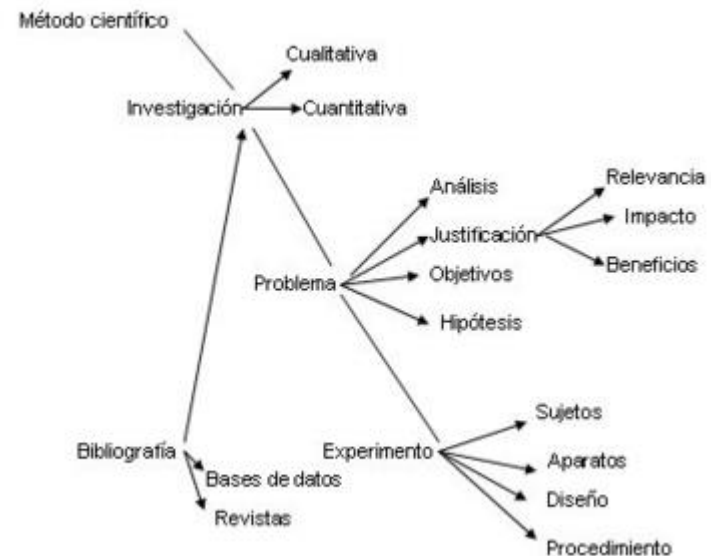 Método científico
Cualitativa
Investigación
Cuantitativa
Análisis
Relevancia
Justificación
Impacto
Problema
Objetivos
Beneficios
Hipótesis
Sujetos
Bibliografía
Experimento
Aparatos
Bases de datos
Diseño
Revistas
Procedimiento